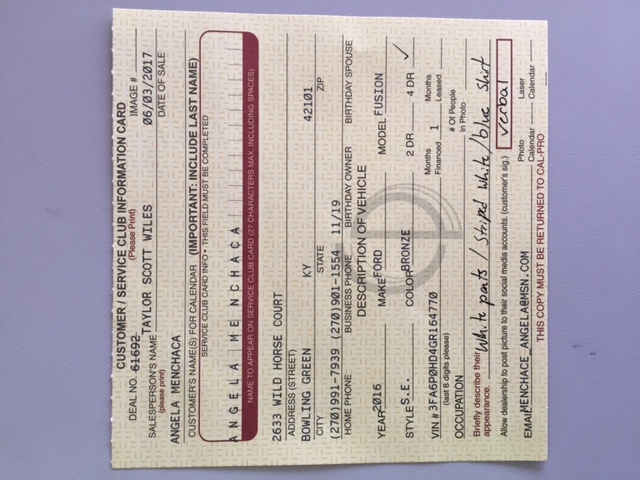 CUSTOMER / SERVICE CLUB INFORMATION CARD
(Please Print)
DEAL NO. 61692 IMAGE #
SALESPERSON'S NAME TAYLOR SCOTT WILES 06/03/2017
(please print) DATE OF SALE
ANGELA MENCHACA
CUSTOMER'S NAME(S) FOR CALENDAR (IMPORTANT: INCLUDE LAST NAME)
SERVICE CLUB CARD INFO • THIS FIELD MUST BE COMPLETED
ANGELA MENCHACA
NAME TO APPEAR ON SERVICE CLUB CARD (27 CHARACTERS MAX, INCLUDING SPACES)
2633 WILD HORSE COURT
ADDRESS (STREET)
BOWLING GREEN KY 42101
CITY STATE ZIP
(270)991-7939 (270)901-1554 11/19
HOME PHONE BUSINESS PHONE BIRTHDAY OWNER BIRTHDAY SPOUSE
DESCRIPTION OF VEHICLE
YEAR 2016 MAKE FORD MODEL FUSION
STYLE S.E. COLOR BRONZE 2 DR 4 DR ✓
VIN # 3FA6P0HD4GR164770 Months Financed 1 Months Leased
(last 8 digits please)
OCCUPATION # Of People In Photo
Briefly describe their appearance. White pants / Striped white/blue shirt
Allow dealership to post picture to their social media accounts. (customer's sig.) verbal
EMAIL MENCHACE_ANGELA@MSN.COM Photo Calendar Laser Calendar
THIS COPY MUST BE RETURNED TO CAL-PRO